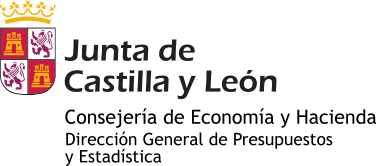 Junta de
Castilla y León
Consejería de Economía y Hacienda
Dirección General de Presupuestos
y Estadística